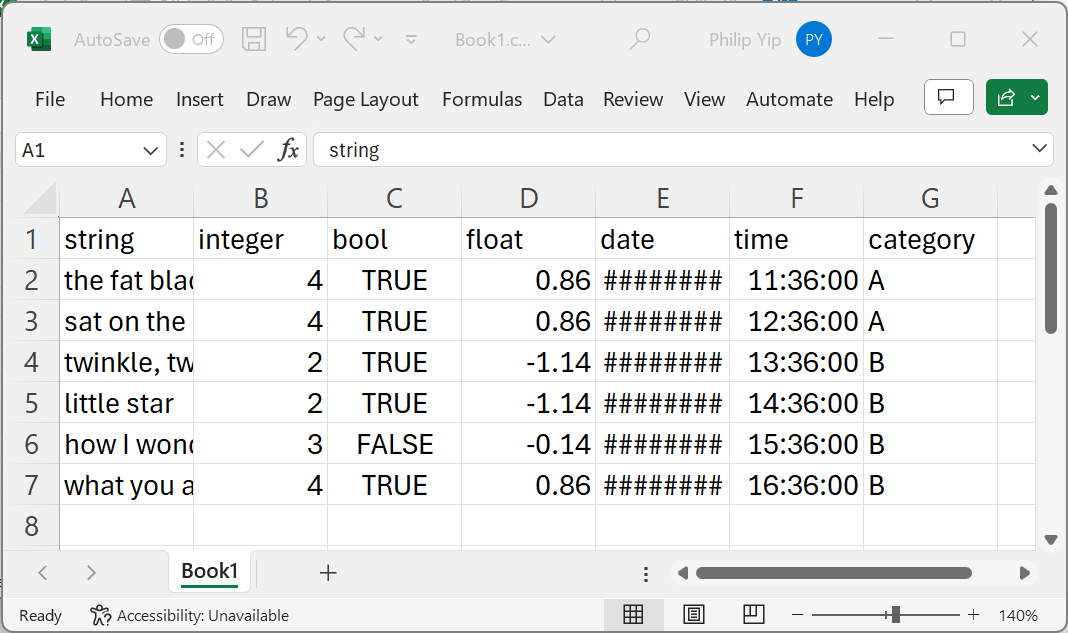 AutoSave Off Book1.c... Philip Yip PY
File Home Insert Draw Page Layout Formulas Data Review View Automate Help
A1 fx string
A B C D E F G
1 string integer bool float date time category
2 the fat blac 4 TRUE 0.86 ######## 11:36:00 A
3 sat on the 4 TRUE 0.86 ######## 12:36:00 A
4 twinkle, tw 2 TRUE -1.14 ######## 13:36:00 B
5 little star 2 TRUE -1.14 ######## 14:36:00 B
6 how I won 3 FALSE -0.14 ######## 15:36:00 B
7 what you a 4 TRUE 0.86 ######## 16:36:00 B
8
Book1
Ready Accessibility: Unavailable 140%